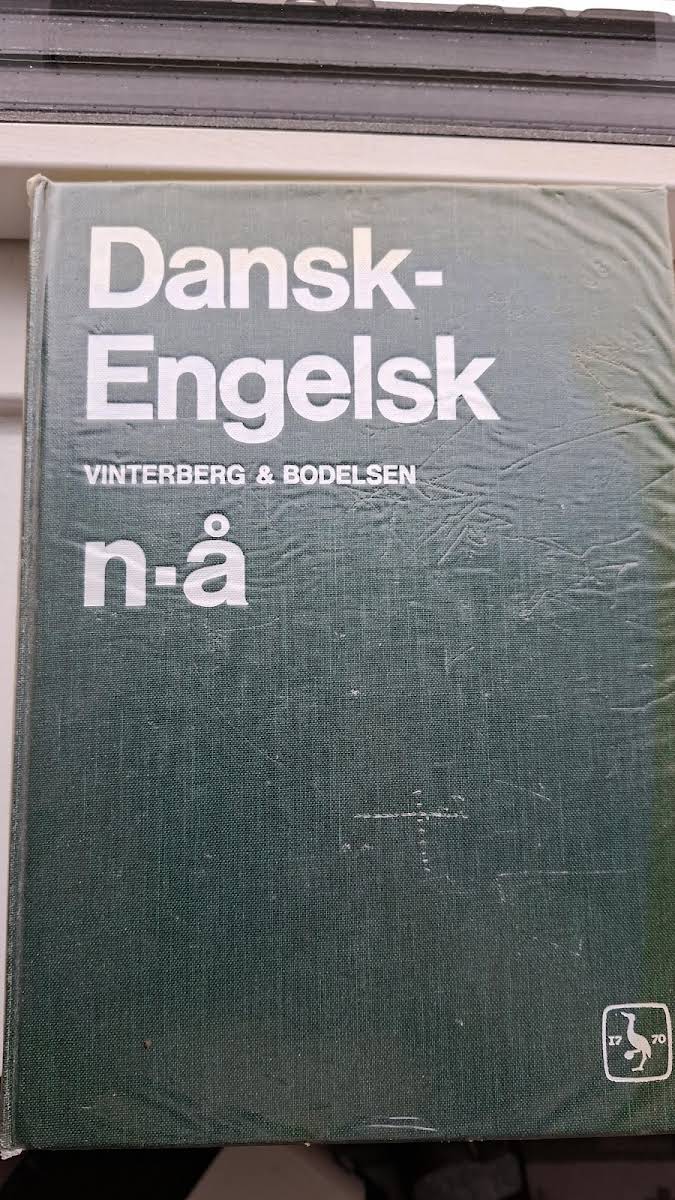 Dansk-
Engelsk
VINTERBERG & BODELSEN
n-å
17 70